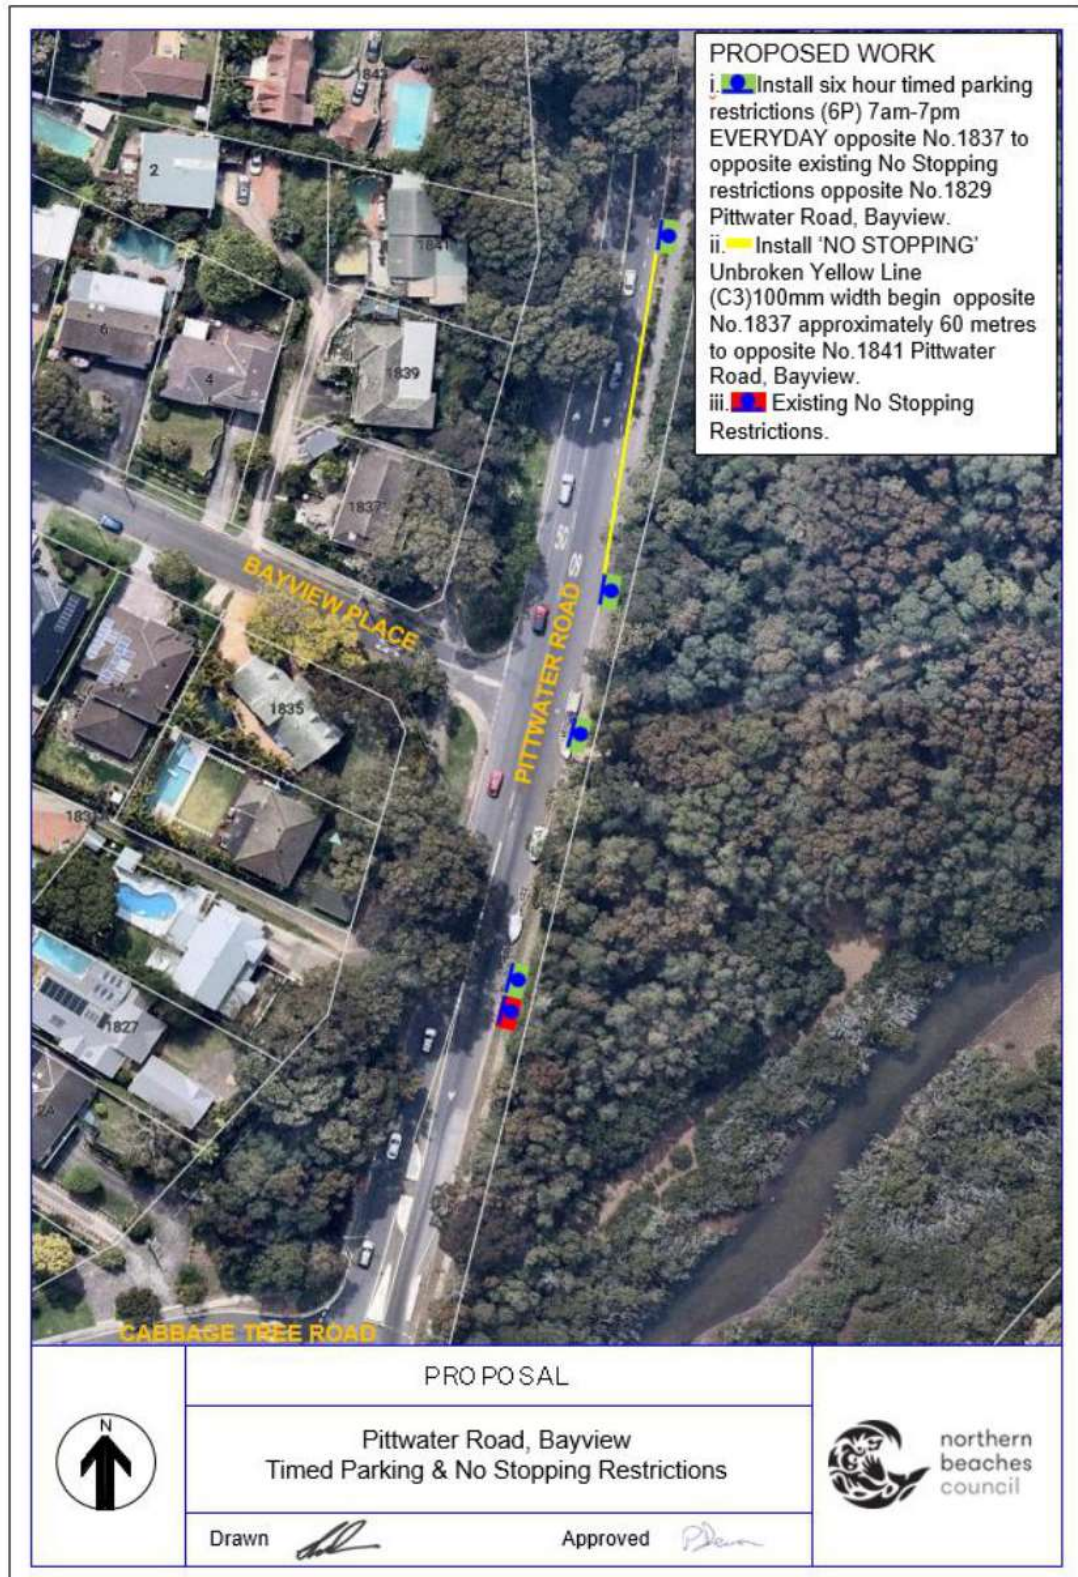 PROPOSED WORK
i. Install six hour timed parking
restrictions (6P) 7am-7pm
EVERYDAY opposite No.1837 to
opposite existing No Stopping
restrictions opposite No.1829
Pittwater Road, Bayview.
ii. Install ‘NO STOPPING’
Unbroken Yellow Line
(C3)100mm width begin opposite
No.1837 approximately 60 metres
to opposite No.1841 Pittwater
Road, Bayview.
iii. Existing No Stopping
Restrictions.
1843
2
1841
6
4
1839
1837
BAYVIEW PLACE
PITTWATER ROAD
1835
1827
2A
CABBAGE TREE ROAD
PROPOSAL
N
Pittwater Road, Bayview
Timed Parking & No Stopping Restrictions
northern
beaches
council
Drawn
Approved